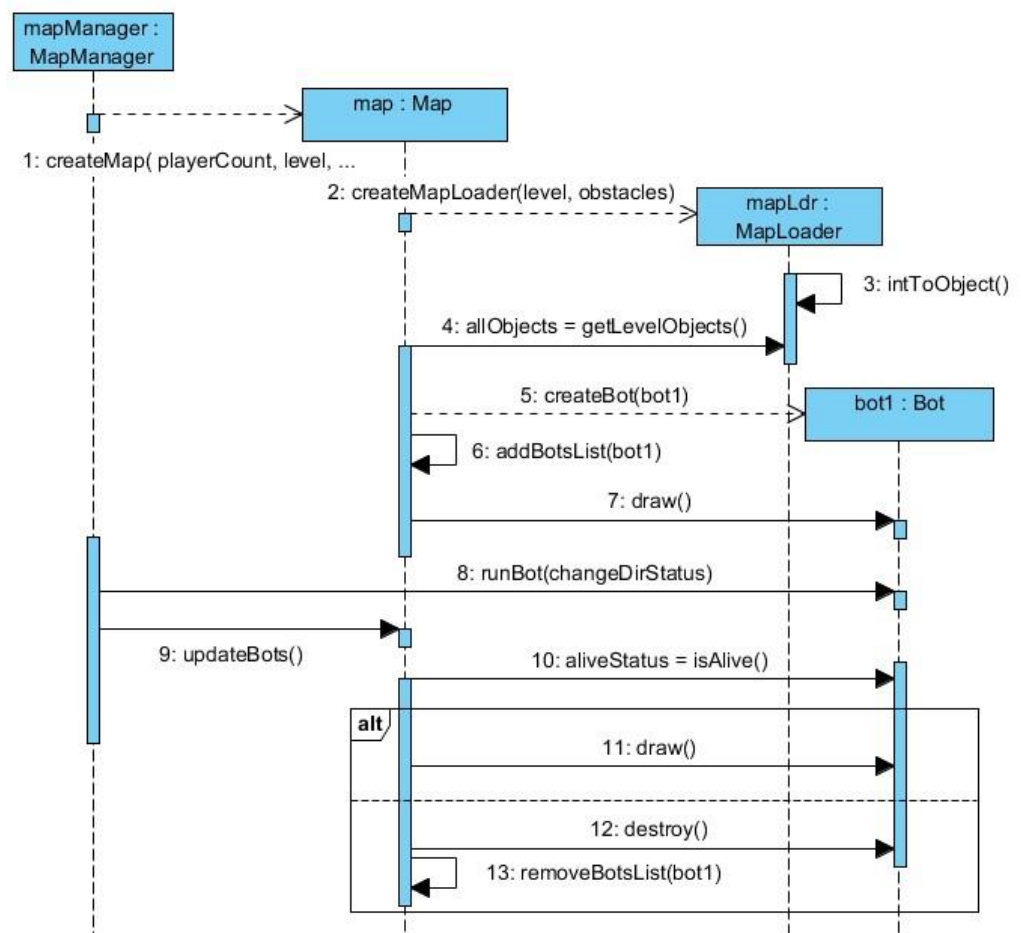 mapManager :
MapManager
map : Map
1: createMap( playerCount, level, ...
2: createMapLoader(level, obstacles)
mapLdr :
MapLoader
3: intToObject()
4: allObjects = getLevelObjects()
5: createBot(bot1)
bot1 : Bot
6: addBotsList(bot1)
7: draw()
8: runBot(changeDirStatus)
9: updateBots()
10: aliveStatus = isAlive()
alt
11: draw()
12: destroy()
13: removeBotsList(bot1)